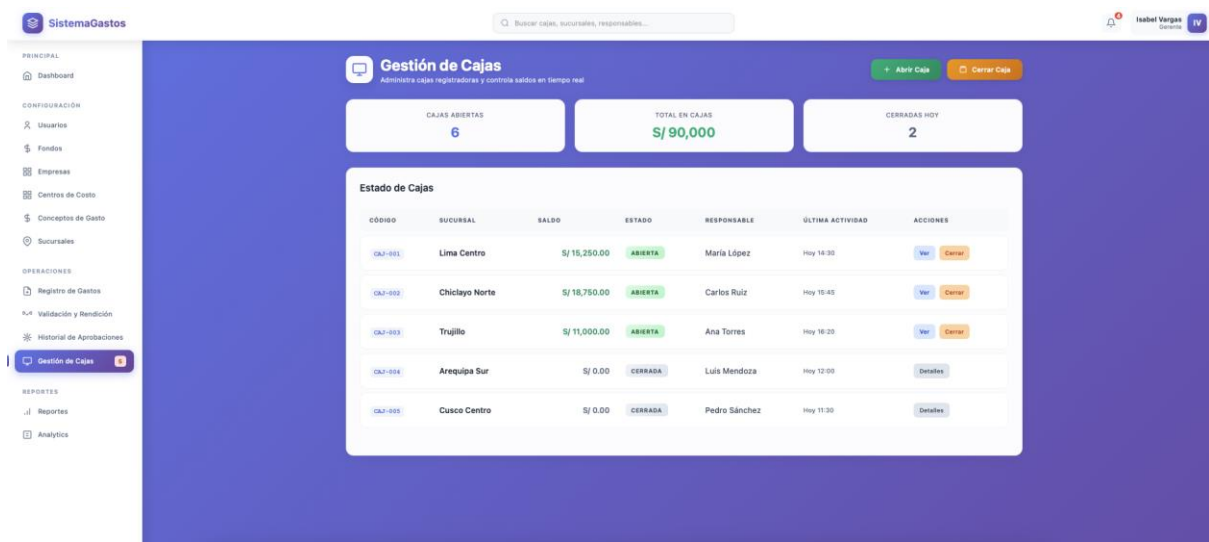 SistemaGastos
Buscar cajas, sucursales, responsables...
4
Isabel Vargas
Gerente
IV
PRINCIPAL
Dashboard
CONFIGURACIÓN
Usuarios
Fondos
Empresas
Centros de Costo
Conceptos de Gasto
Sucursales
OPERACIONES
Registro de Gastos
Validación y Rendición
Historial de Aprobaciones
Gestión de Cajas 6
REPORTES
Reportes
Analytics
Gestión de Cajas
Administra cajas registradoras y controla saldos en tiempo real
+ Abrir Caja
Cerrar Caja
CAJAS ABIERTAS
6
TOTAL EN CAJAS
S/ 90,000
CERRADAS HOY
2
Estado de Cajas
CÓDIGO SUCURSAL SALDO ESTADO RESPONSABLE ÚLTIMA ACTIVIDAD ACCIONES
CAJ-001 Lima Centro S/ 15,250.00 ABIERTA María López Hoy 14:30 Ver Cerrar
CAJ-002 Chiclayo Norte S/ 18,750.00 ABIERTA Carlos Ruiz Hoy 15:45 Ver Cerrar
CAJ-003 Trujillo S/ 11,000.00 ABIERTA Ana Torres Hoy 16:20 Ver Cerrar
CAJ-004 Arequipa Sur S/ 0.00 CERRADA Luis Mendoza Hoy 12:00 Detalles
CAJ-005 Cusco Centro S/ 0.00 CERRADA Pedro Sánchez Hoy 11:30 Detalles